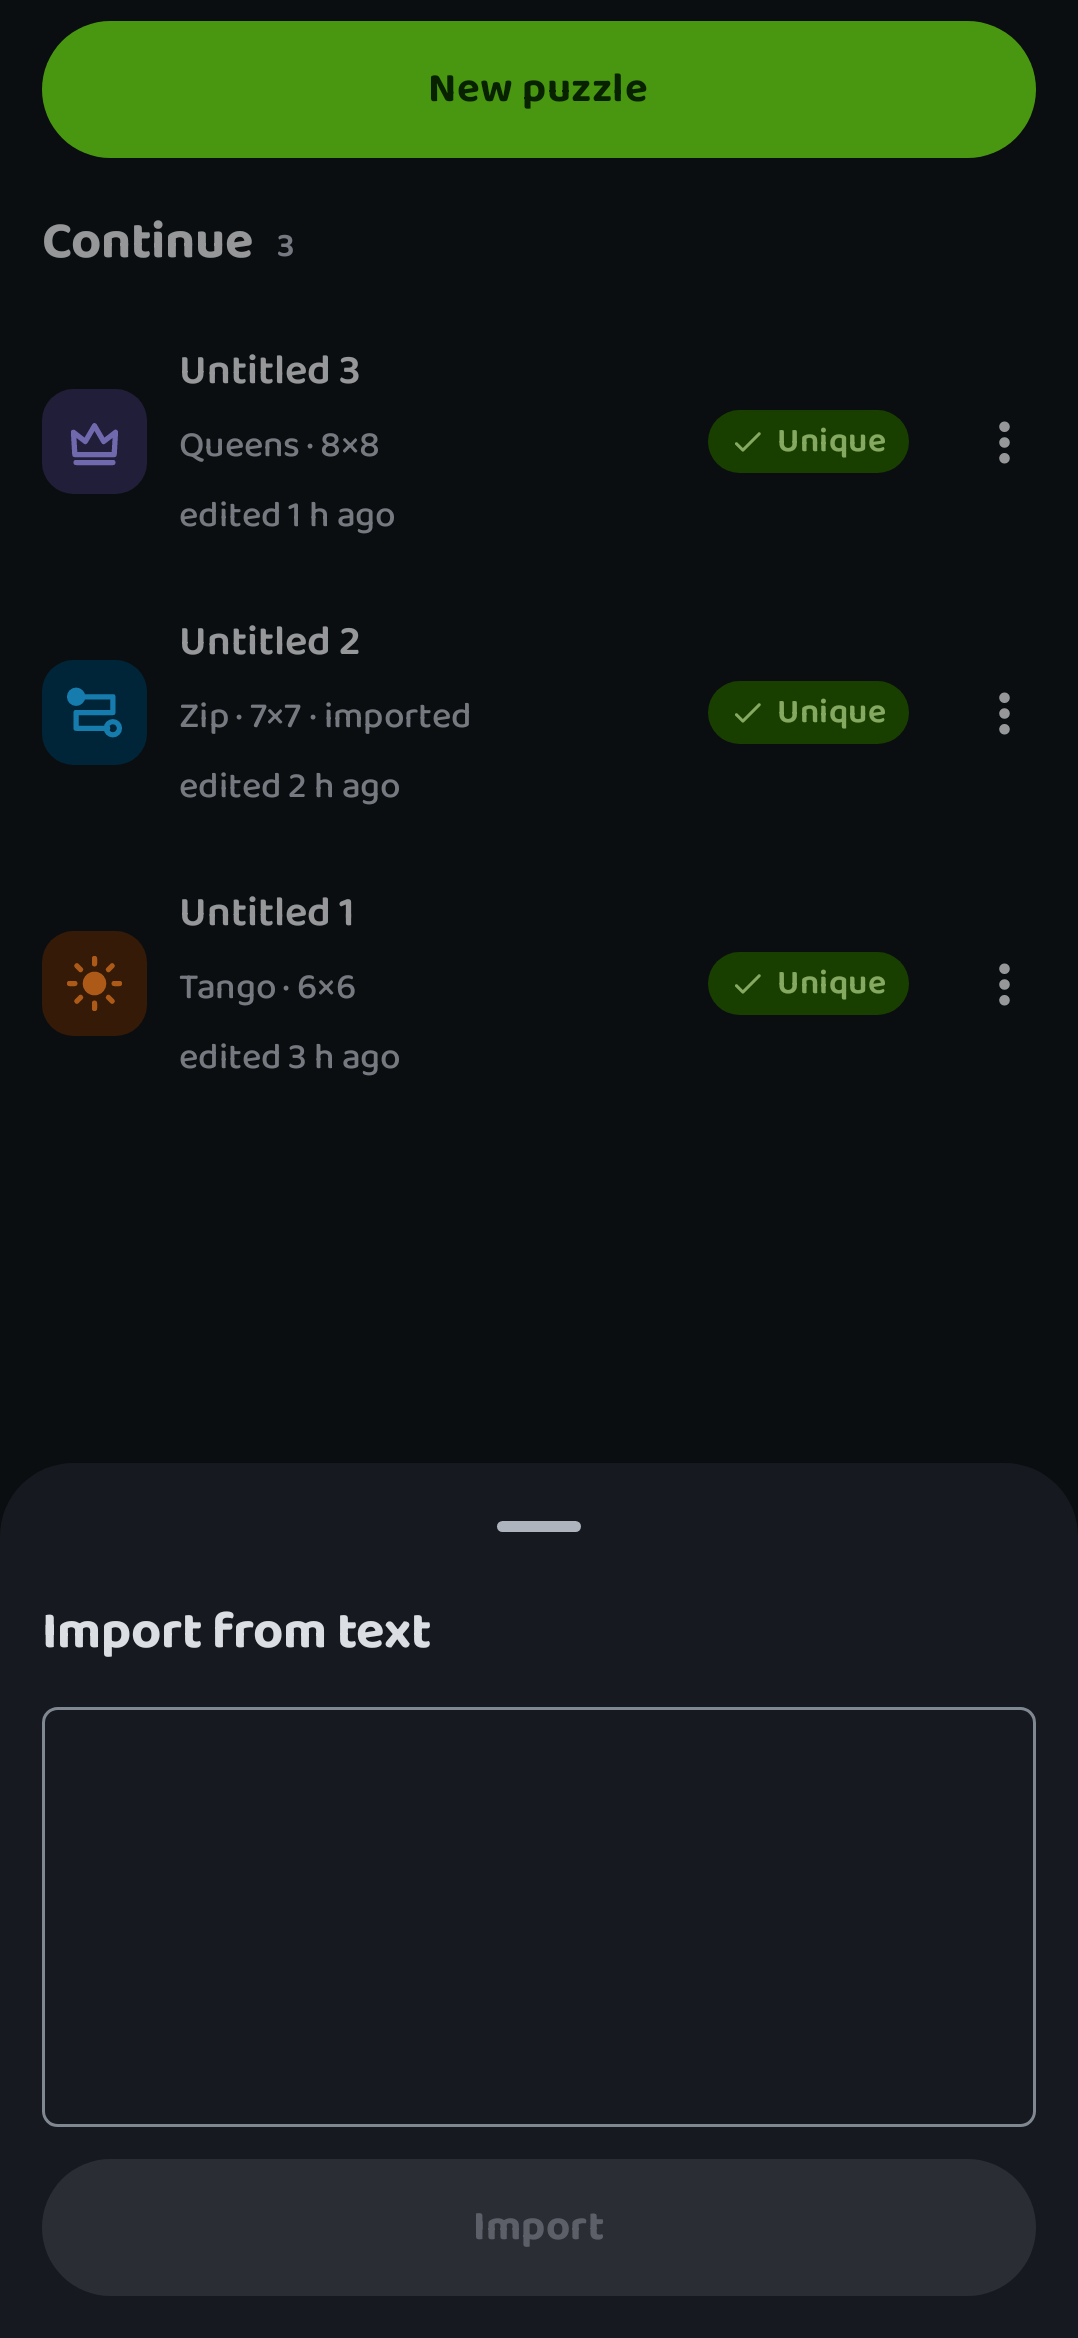 New puzzle
Continue 3
Untitled 3
Queens · 8×8
edited 1 h ago
Unique
Untitled 2
Zip · 7×7 · imported
edited 2 h ago
Unique
Untitled 1
Tango · 6×6
edited 3 h ago
Unique
Import from text
Import